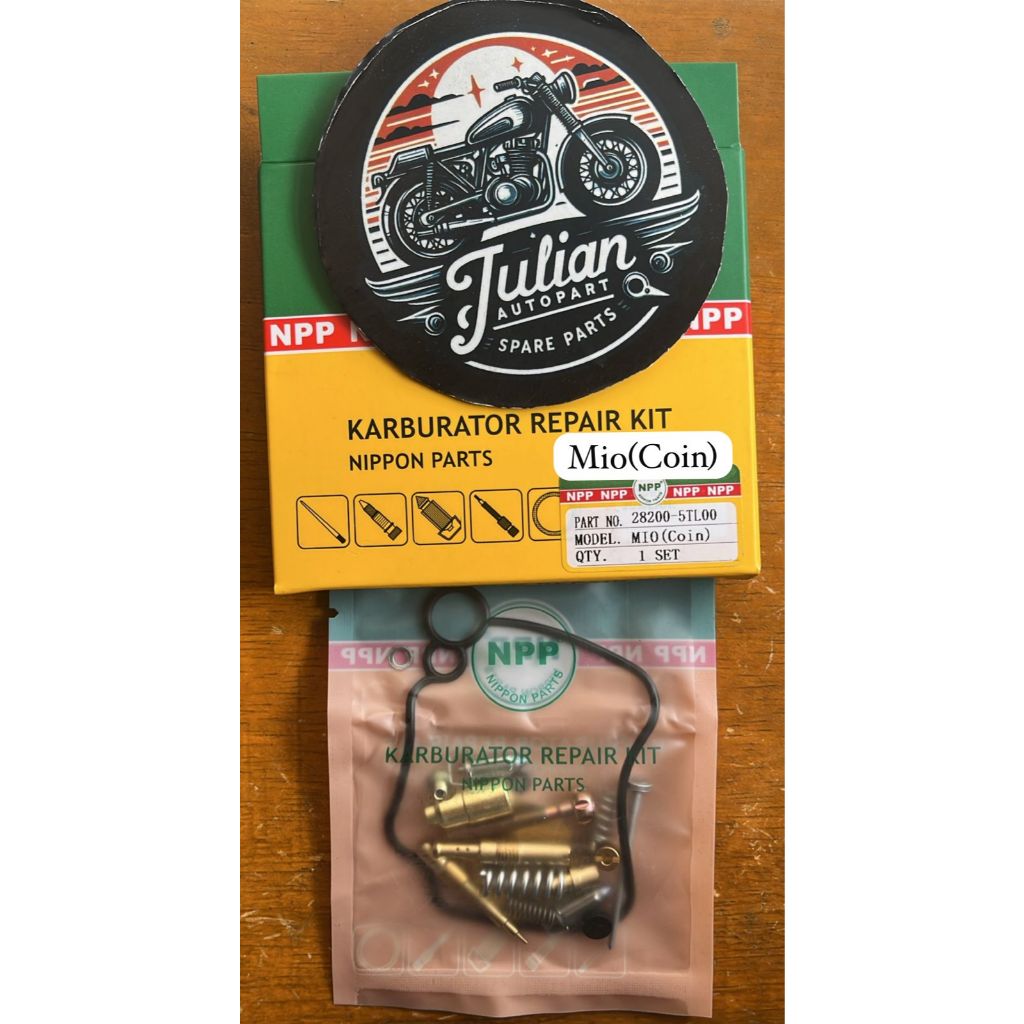 Julian
AUTOPART
SPARE PARTS
NPP N
NPP
KARBURATOR REPAIR KIT
NIPPON PARTS
Mio(Coin)
NPP NPP NPP NPP NPP
PART NO. 28200-5TL00
MODEL. MIO(Coin)
QTY. 1 SET
NPP
NIPPON PARTS
KARBURATOR REPAIR KIT
NIPPON PARTS